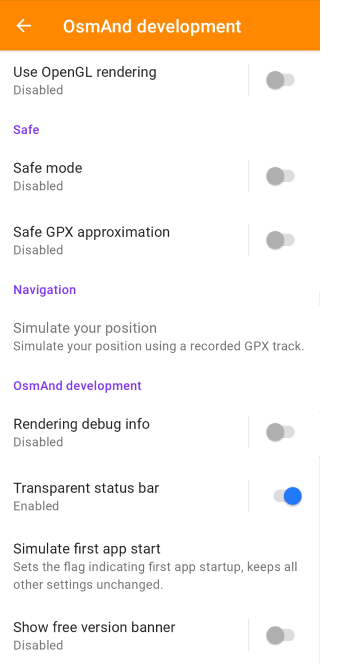 OsmAnd development
Use OpenGL rendering
Disabled
Safe
Safe mode
Disabled
Safe GPX approximation
Disabled
Navigation
Simulate your position
Simulate your position using a recorded GPX track.
OsmAnd development
Rendering debug info
Disabled
Transparent status bar
Enabled
Simulate first app start
Sets the flag indicating first app startup, keeps all
other settings unchanged.
Show free version banner
Disabled